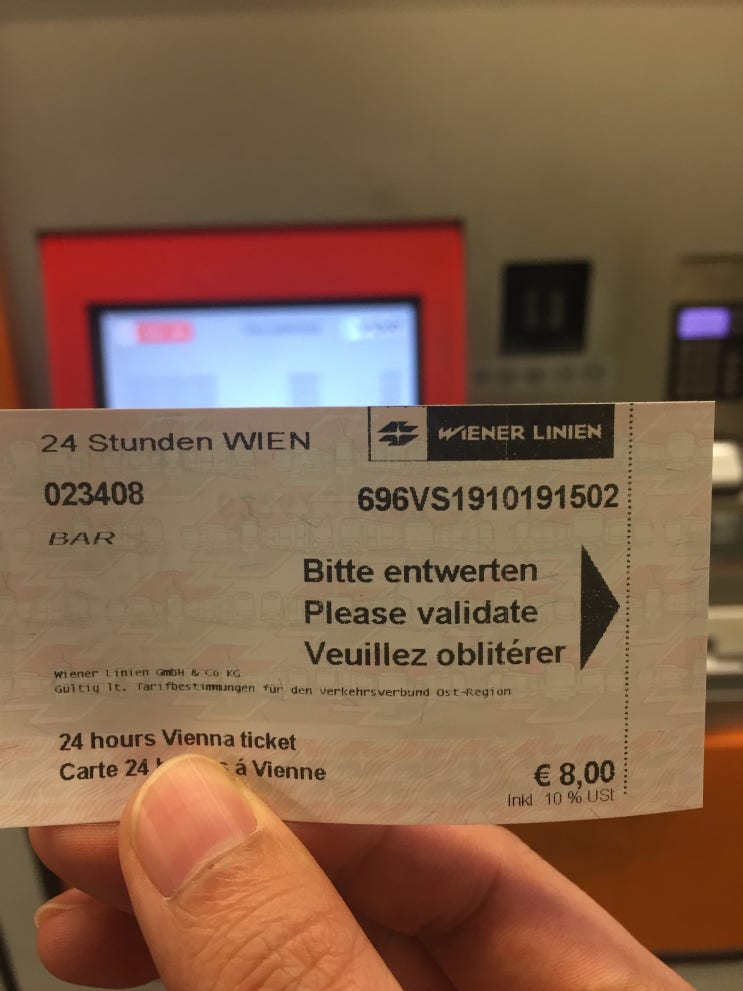 24 Stunden WIEN
WIENER LINIEN
023408
696VS1910191502
BAR
Bitte entwerten
Please validate
Veuillez oblitérer
Wiener Linien GmbH & Co KG
Gültig lt. Tarifbestimmungen für den Verkehrsverbund Ost-Region
24 hours Vienna ticket
Carte 24 á Vienne
€ 8,00
Inkl 10 % USt